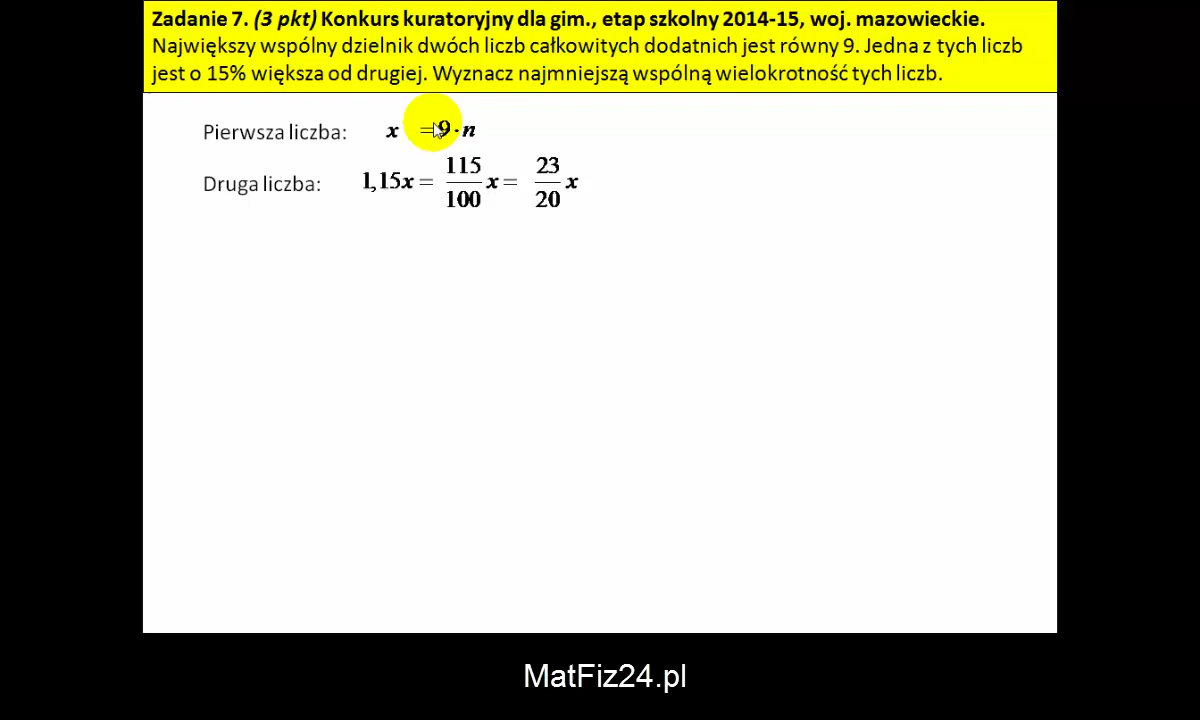 Zadanie 7. (3 pkt) Konkurs kuratoryjny dla gim., etap szkolny 2014-15, woj. mazowieckie.
Największy wspólny dzielnik dwóch liczb całkowitych dodatnich jest równy 9. Jedna z tych liczb
jest o 15% większa od drugiej. Wyznacz najmniejszą wspólną wielokrotność tych liczb.
Pierwsza liczba: x = 9 · n
Druga liczba: 1,15x = 115/100 x = 23/20 x
MatFiz24.pl